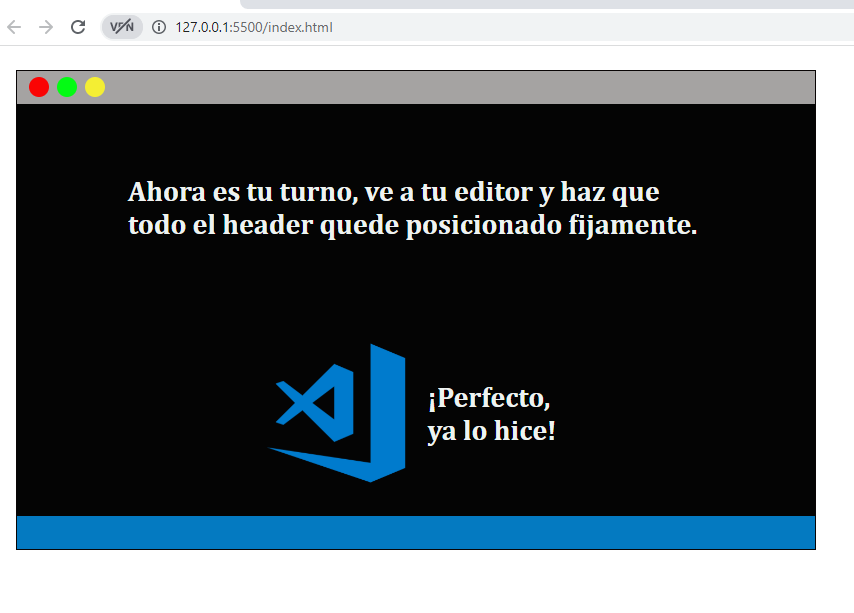 VPN
127.0.0.1:5500/index.html
Ahora es tu turno, ve a tu editor y haz que
todo el header quede posicionado fijamente.
¡Perfecto,
ya lo hice!